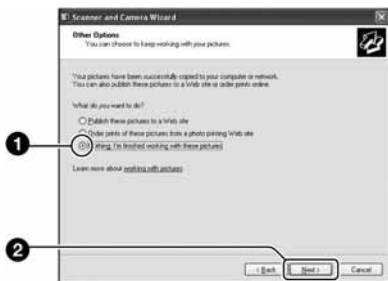 Scanner and Camera Wizard
Other Options
You can choose to keep working with your pictures.
Your pictures have been successfully copied to your computer or network.
You can also publish these pictures to a Web site or order prints online.
What do you want to do?
Publish these pictures to a Web site
Order prints of these pictures from a photo printing Web site
1
thing. I'm finished working with these pictures
Learn more about working with pictures.
2
< Back
Next >
Cancel